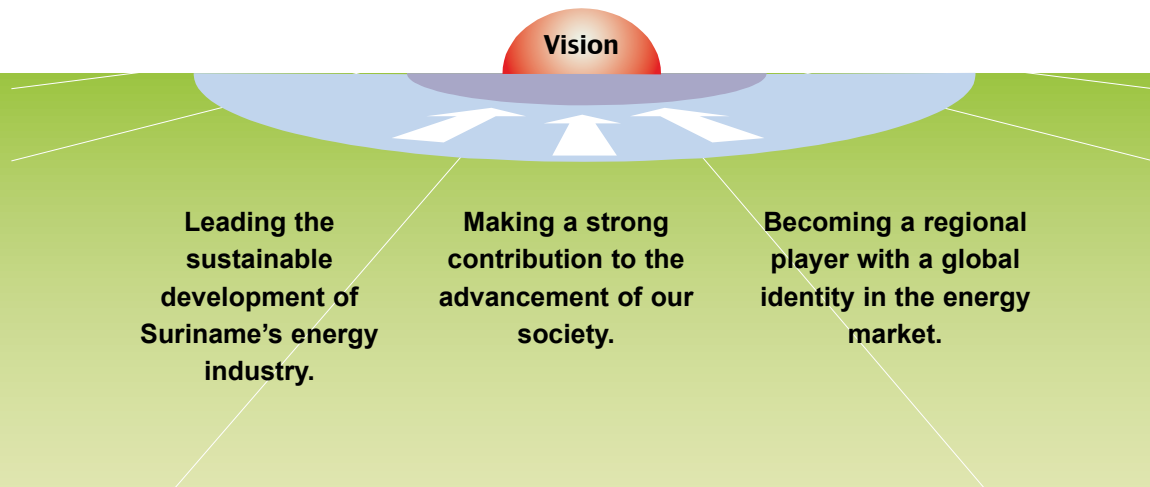 Vision
Leading the
sustainable
development of
Suriname’s energy
industry.
Making a strong
contribution to the
advancement of our
society.
Becoming a regional
player with a global
identity in the energy
market.